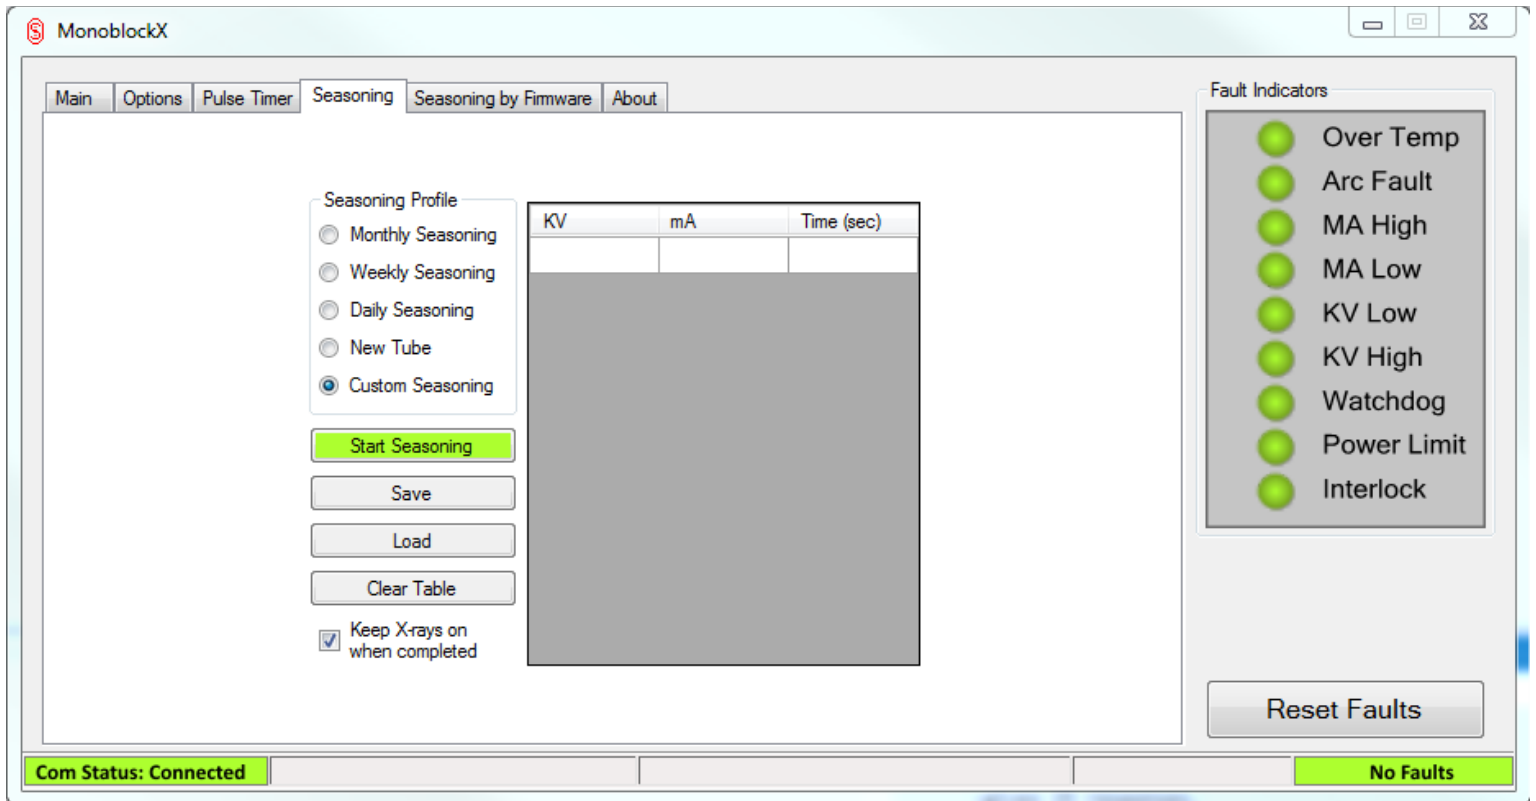 MonoblockX
Main Options Pulse Timer Seasoning Seasoning by Firmware About
Seasoning Profile
Monthly Seasoning
Weekly Seasoning
Daily Seasoning
New Tube
Custom Seasoning
Start Seasoning
Save
Load
Clear Table
Keep X-rays on
when completed
KV mA Time (sec)
Fault Indicators
Over Temp
Arc Fault
MA High
MA Low
KV Low
KV High
Watchdog
Power Limit
Interlock
Reset Faults
Com Status: Connected
No Faults